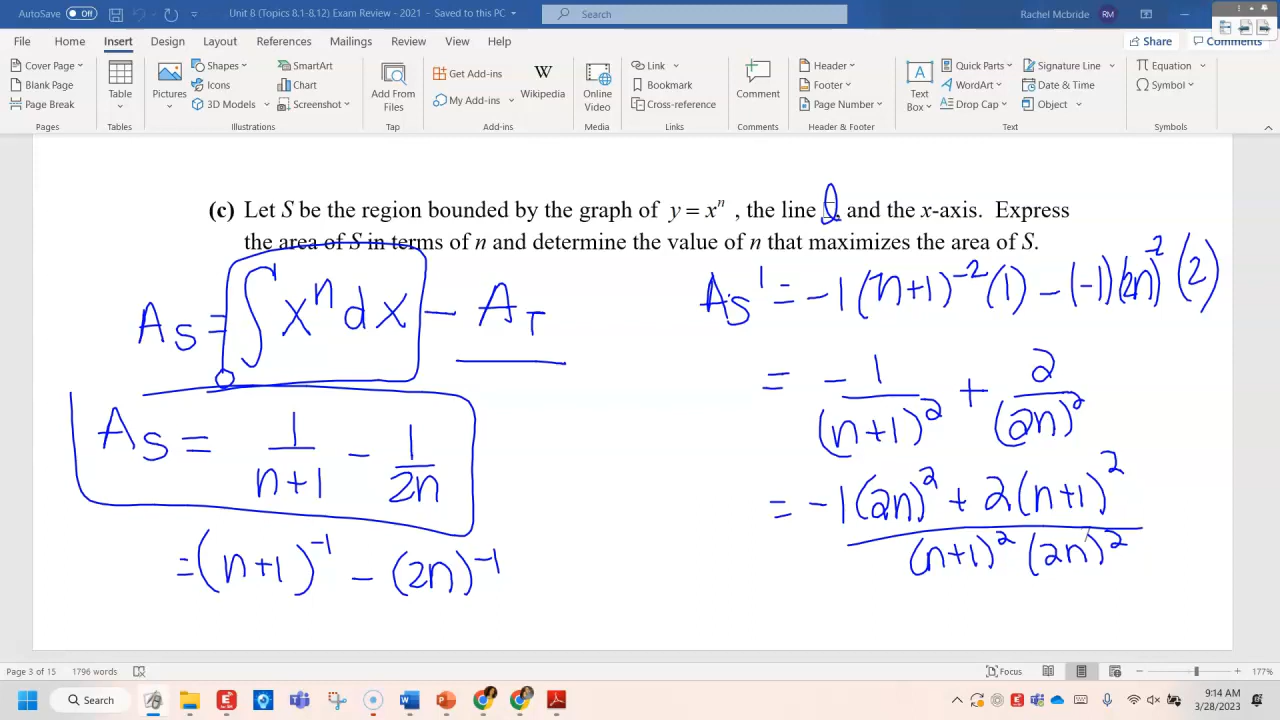 AutoSave Off Unit 8 (Topics 8.1-8.12) Exam Review - 2021 - Saved to this PC Search Rachel McBride RM
File Home Insert Design Layout References Mailings Review View Help Share Comments
Cover Page
Blank Page
Page Break
Pages
Table
Tables
Pictures
Shapes
Icons
3D Models
SmartArt
Chart
Screenshot
Illustrations
Add From Files
Tap
Get Add-ins
My Add-ins
Wikipedia
Add-ins
Online Video
Media
Link
Bookmark
Cross-reference
Links
Comment
Comments
Header
Footer
Page Number
Header & Footer
Text Box
Quick Parts
WordArt
Drop Cap
Signature Line
Date & Time
Object
Text
Equation
Symbol
Symbols
(c) Let S be the region bounded by the graph of y = xⁿ , the line ℓ, and the x-axis. Express
the area of S in terms of n and determine the value of n that maximizes the area of S.
A_S = ∫₀ xⁿ dx - A_T
A_S = 1/(n+1) - 1/(2n)
= (n+1)⁻¹ - (2n)⁻¹
A_S' = -1(n+1)⁻²(1) - (-1)(2n)⁻²(2)
= -1/(n+1)² + 2/(2n)²
= (-1(2n)² + 2(n+1)²)/((n+1)²(2n)²)
Page 3 of 15 1796 words Focus 177%
Search 9:14 AM
3/28/2023